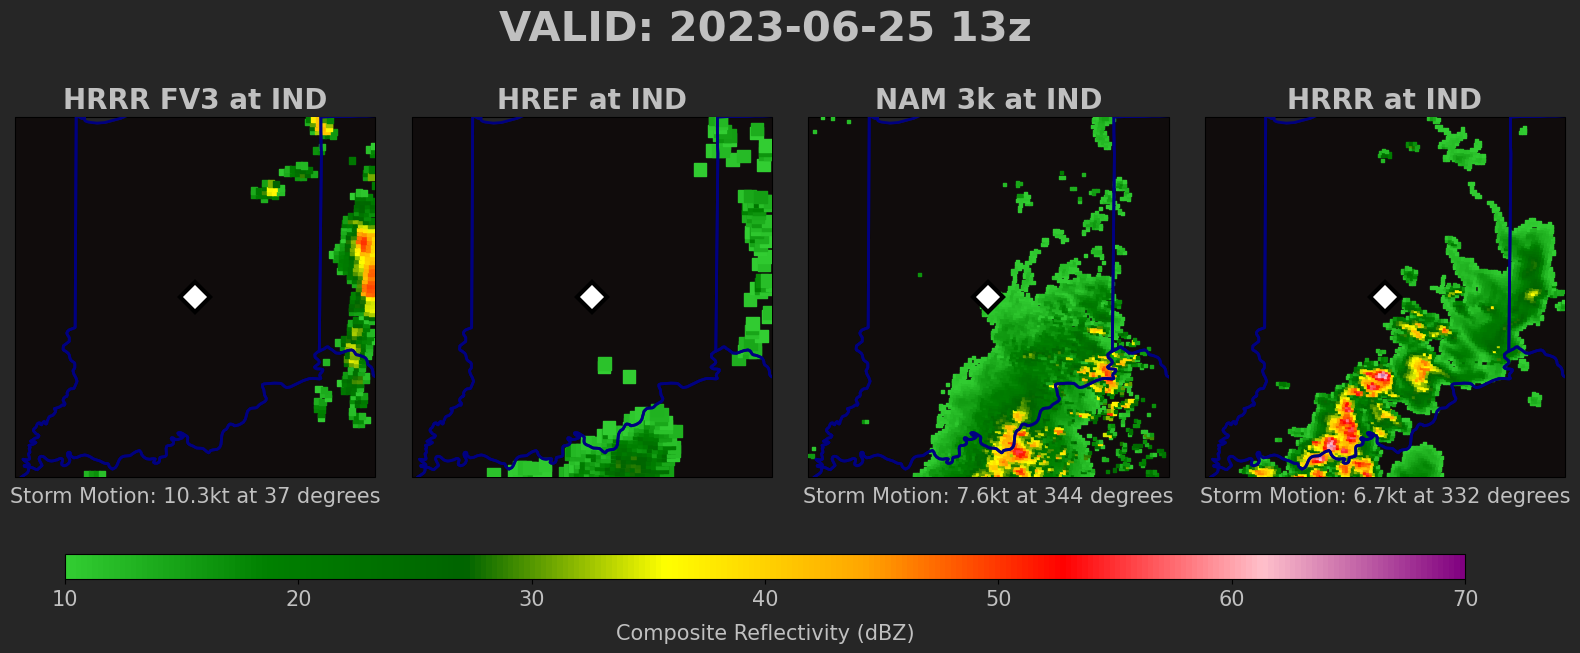 VALID: 2023-06-25 13z
HRRR FV3 at IND
HREF at IND
NAM 3k at IND
HRRR at IND
Storm Motion: 10.3kt at 37 degrees
Storm Motion: 7.6kt at 344 degrees
Storm Motion: 6.7kt at 332 degrees
10 20 30 40 50 60 70
Composite Reflectivity (dBZ)